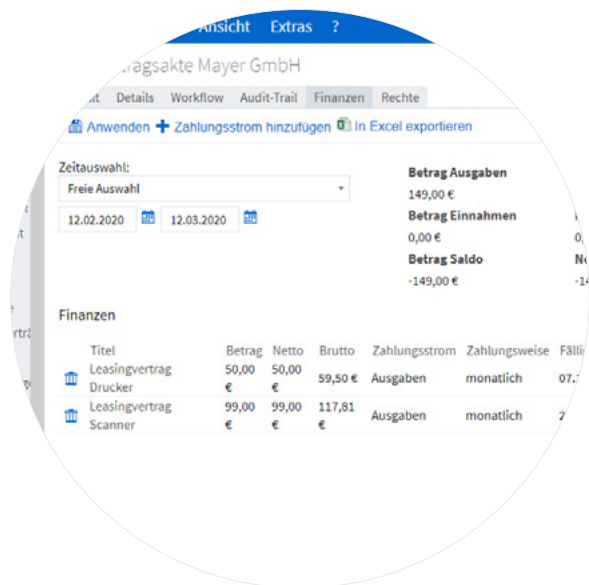 Ansicht Extras ?
Mayer GmbH
Details Workflow Audit-Trail Finanzen Rechte
Anwenden Zahlungsstrom hinzufügen In Excel exportieren
Zeitauswahl:
Freie Auswahl
12.02.2020 12.03.2020
Betrag Ausgaben
149,00 €
Betrag Einnahmen
0,00 €
Betrag Saldo
-149,00 €
Finanzen
Titel Betrag Netto Brutto Zahlungsstrom Zahlungsweise
Leasingvertrag Drucker 50,00 € 50,00 € 59,50 € Ausgaben monatlich 07.
Leasingvertrag Scanner 99,00 € 99,00 € 117,81 € Ausgaben monatlich